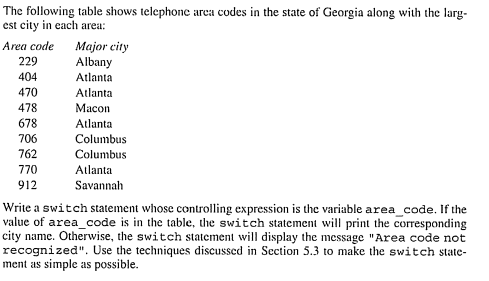 The following table shows telephone area codes in the state of Georgia along with the larg-
est city in each area:
Area code Major city
229 Albany
404 Atlanta
470 Atlanta
478 Macon
678 Atlanta
706 Columbus
762 Columbus
770 Atlanta
912 Savannah
Write a switch statement whose controlling expression is the variable area_code. If the
value of area_code is in the table, the switch statement will print the corresponding
city name. Otherwise, the switch statement will display the message "Area code not
recognized". Use the techniques discussed in Section 5.3 to make the switch state-
ment as simple as possible.